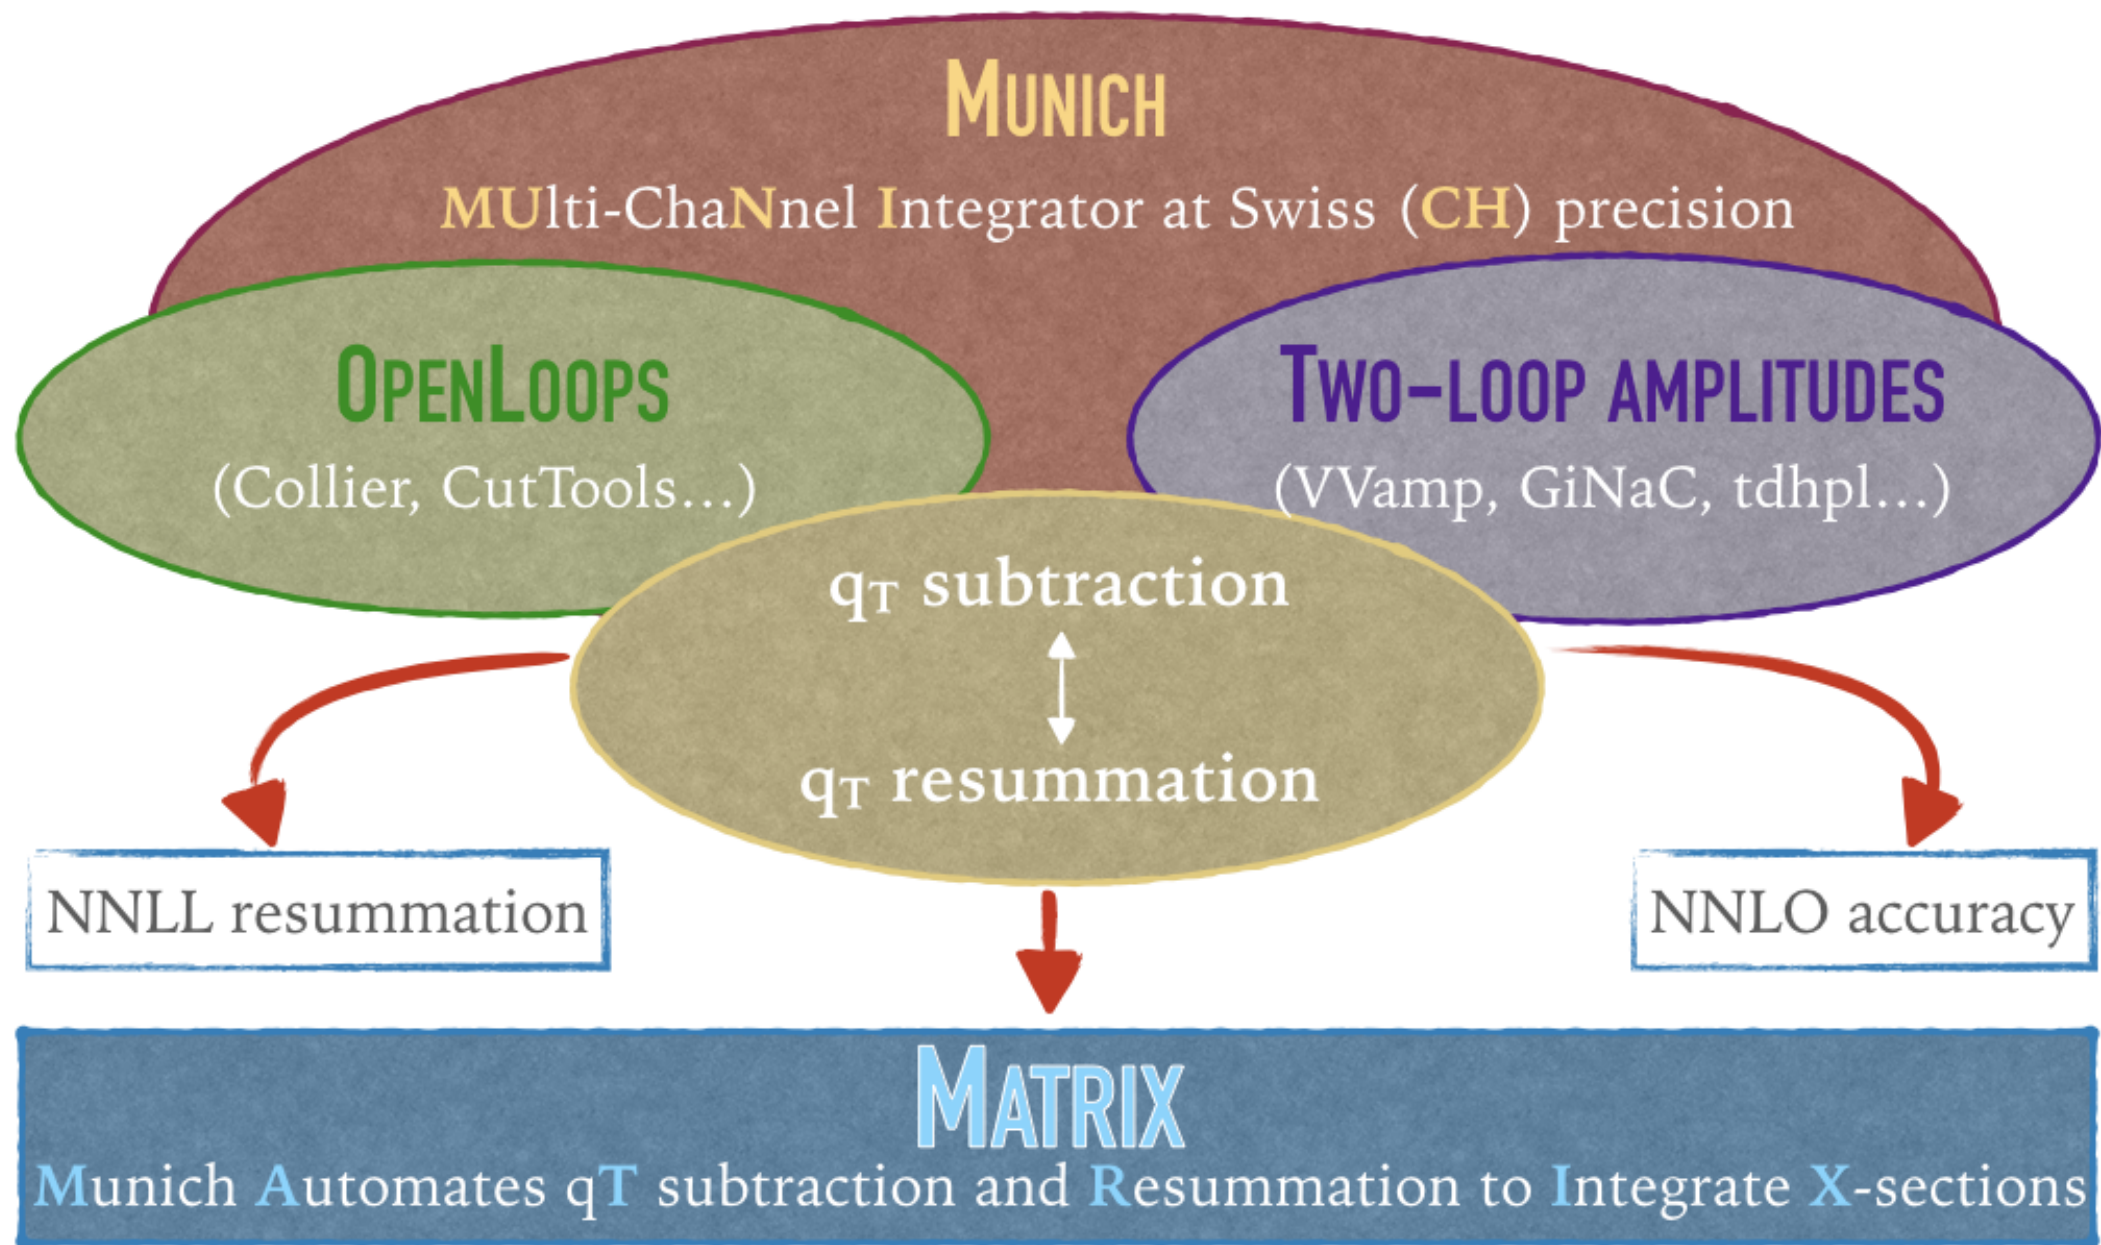 MUNICH
MUlti-ChaNnel Integrator at Swiss (CH) precision
OPENLOOPS
(Collier, CutTools...)
TWO-LOOP AMPLITUDES
(VVamp, GiNaC, tdhpl...)
qT subtraction
qT resummation
NNLL resummation
NNLO accuracy
MATRIX
Munich Automates qT subtraction and Resummation to Integrate X-sections